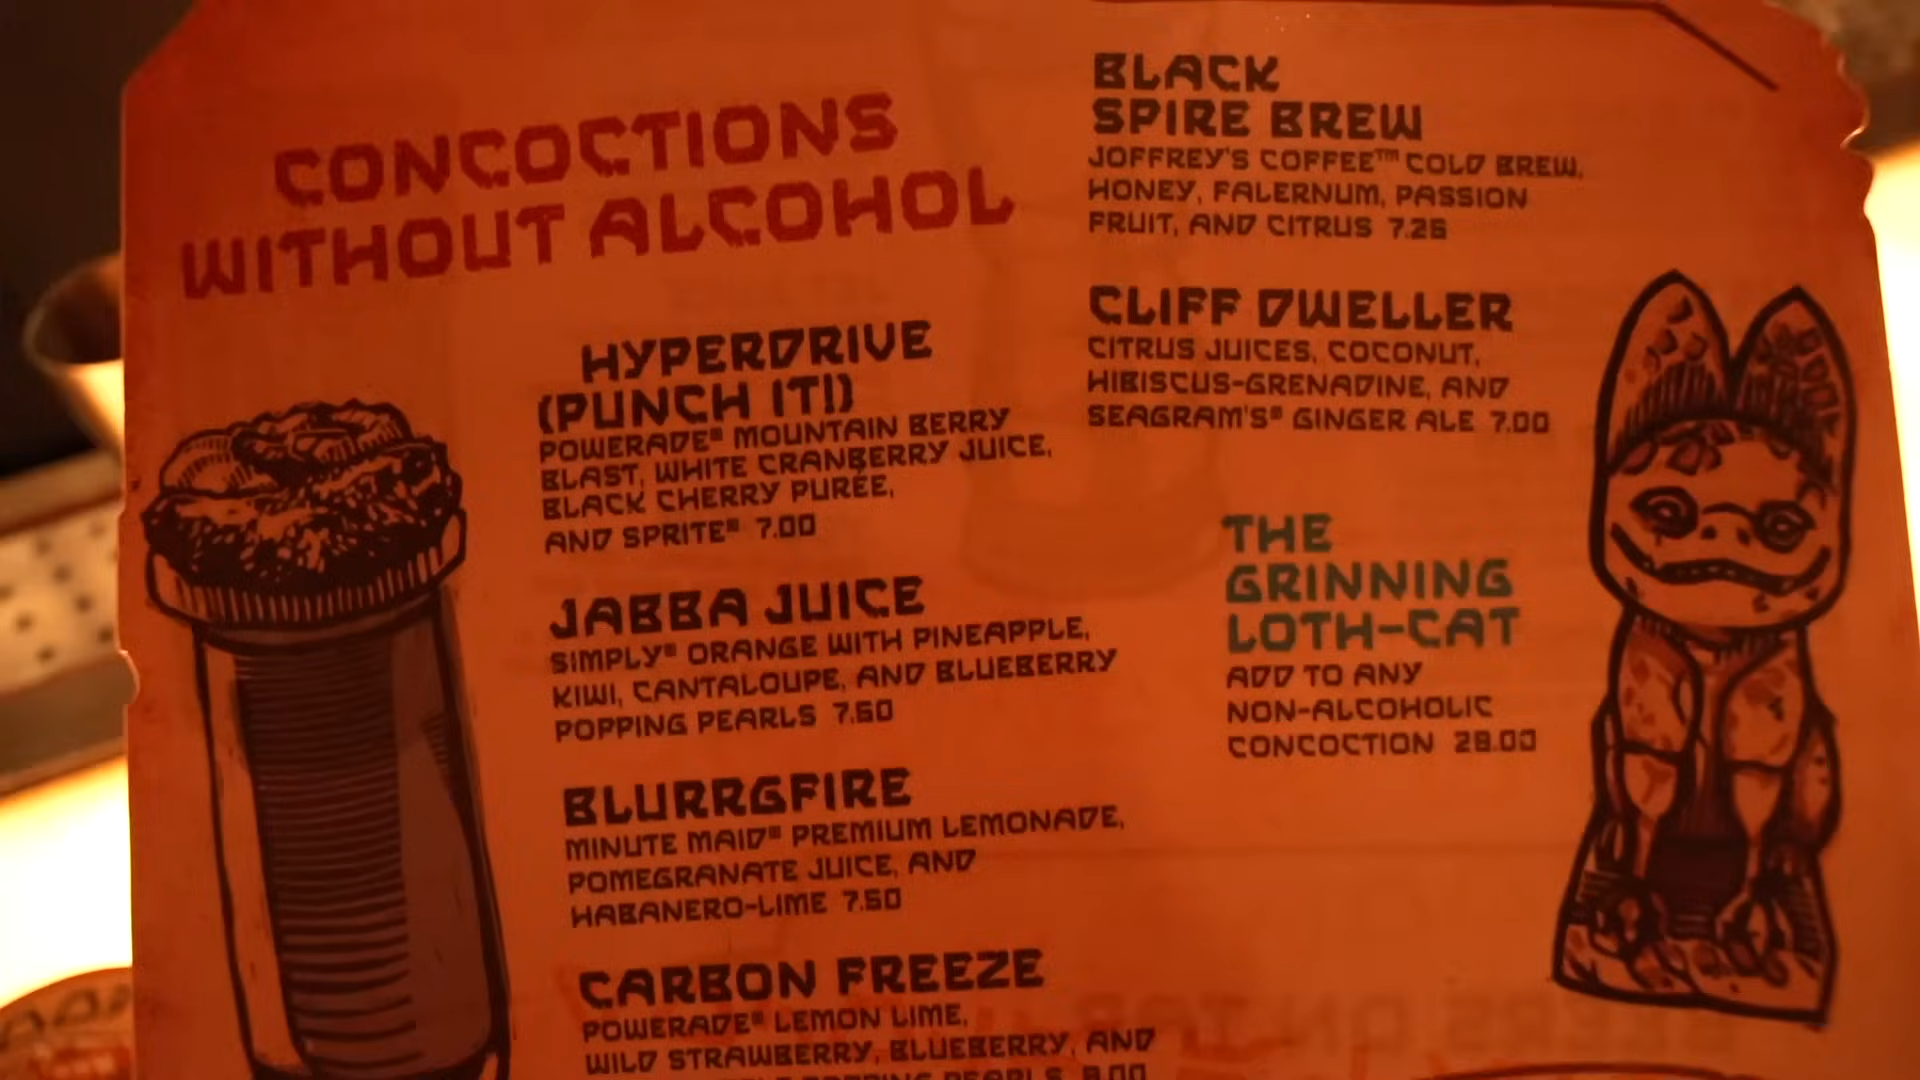 CONCOCTIONS
WITHOUT ALCOHOL
HYPERDRIVE
(PUNCH IT!)
POWERADE® MOUNTAIN BERRY
BLAST, WHITE CRANBERRY JUICE,
BLACK CHERRY PURÉE,
AND SPRITE® 7.00
JABBA JUICE
SIMPLY® ORANGE WITH PINEAPPLE,
KIWI, CANTALOUPE, AND BLUEBERRY
POPPING PEARLS 7.50
BLURRGFIRE
MINUTE MAID® PREMIUM LEMONADE,
POMEGRANATE JUICE, AND
HABANERO-LIME 7.50
CARBON FREEZE
POWERADE® LEMON LIME,
WILD STRAWBERRY, BLUEBERRY, AND
POPPING PEARLS 8.00
BLACK
SPIRE BREW
JOFFREY'S COFFEE™ COLD BREW,
HONEY, FALERNUM, PASSION
FRUIT, AND CITRUS 7.25
CLIFF DWELLER
CITRUS JUICES, COCONUT,
HIBISCUS-GRENADINE, AND
SEAGRAM'S® GINGER ALE 7.00
THE
GRINNING
LOTH-CAT
ADD TO ANY
NON-ALCOHOLIC
CONCOCTION 28.00